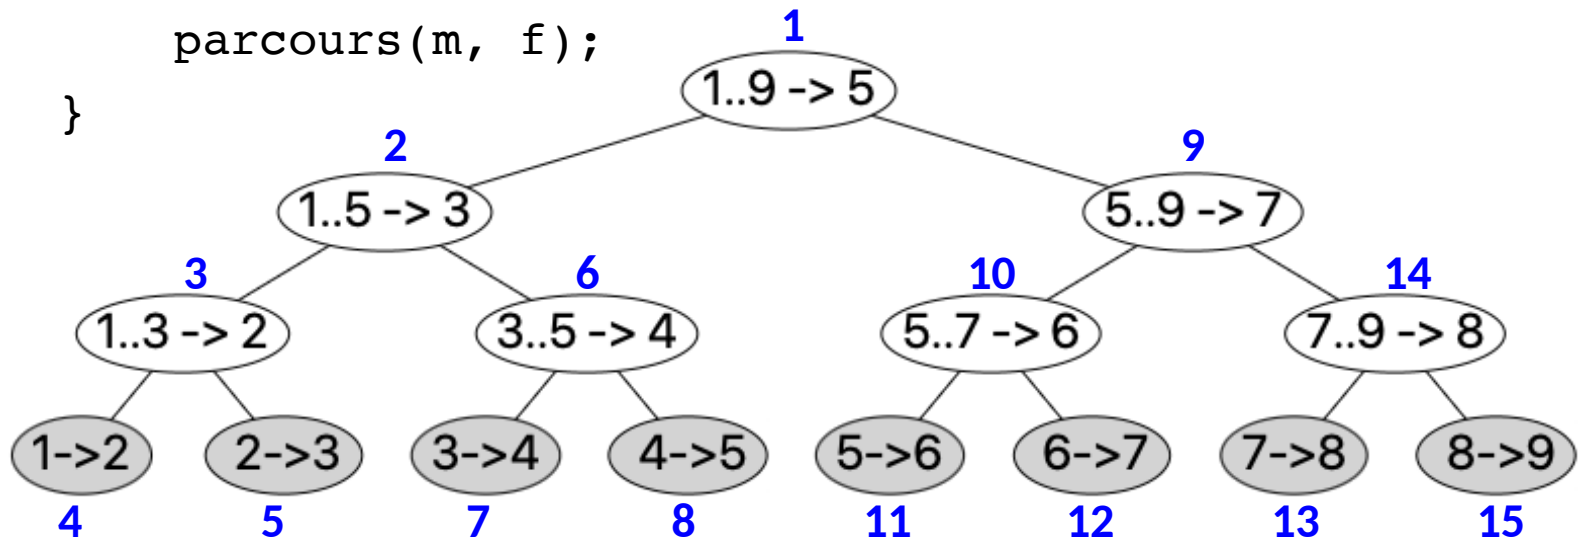 parcours(m, f);
}
1
1..9 -> 5
2 9
1..5 -> 3 5..9 -> 7
3 6 10 14
1..3 -> 2 3..5 -> 4 5..7 -> 6 7..9 -> 8
1->2 2->3 3->4 4->5 5->6 6->7 7->8 8->9
4 5 7 8 11 12 13 15